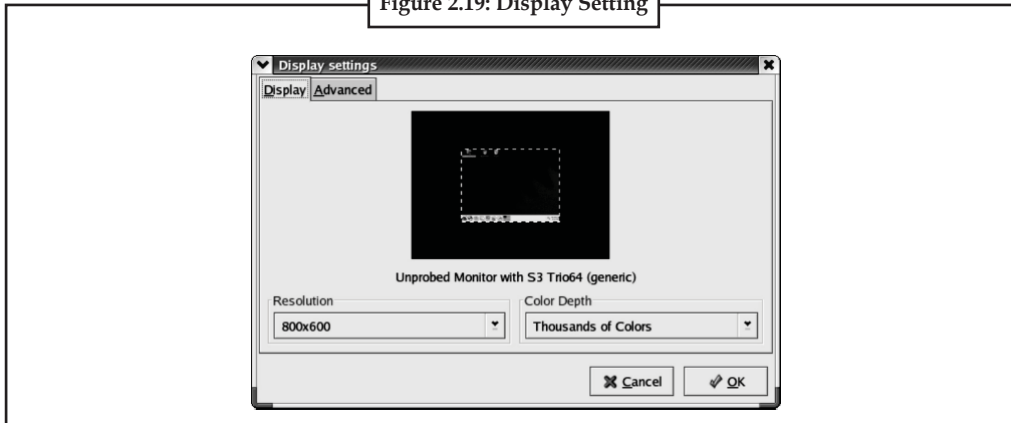 Figure 2.19: Display Setting
Display settings
Display Advanced
Unprobed Monitor with S3 Trio64 (generic)
Resolution
Color Depth
800x600
Thousands of Colors
Cancel
OK